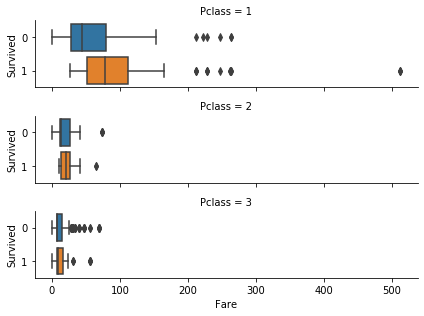 Pclass = 1
Survived
0
1
Pclass = 2
Survived
0
1
Pclass = 3
Survived
0
1
0 100 200 300 400 500
Fare